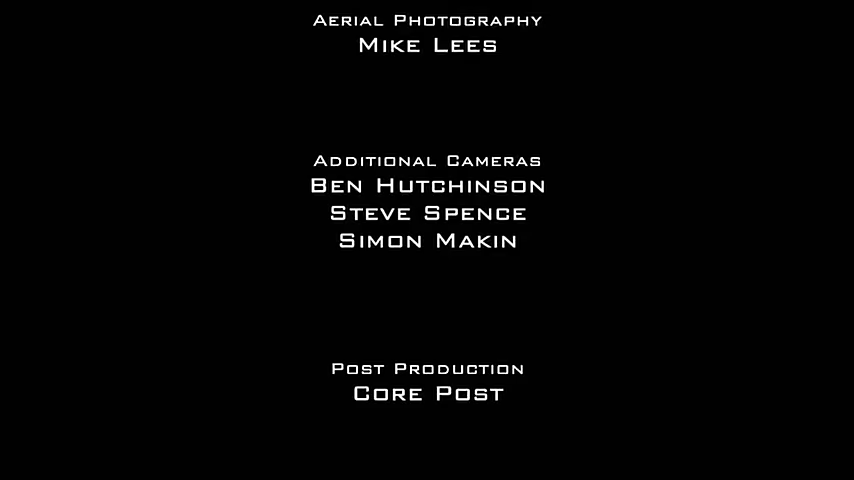 Aerial Photography
Mike Lees
Additional Cameras
Ben Hutchinson
Steve Spence
Simon Makin
Post Production
Core Post